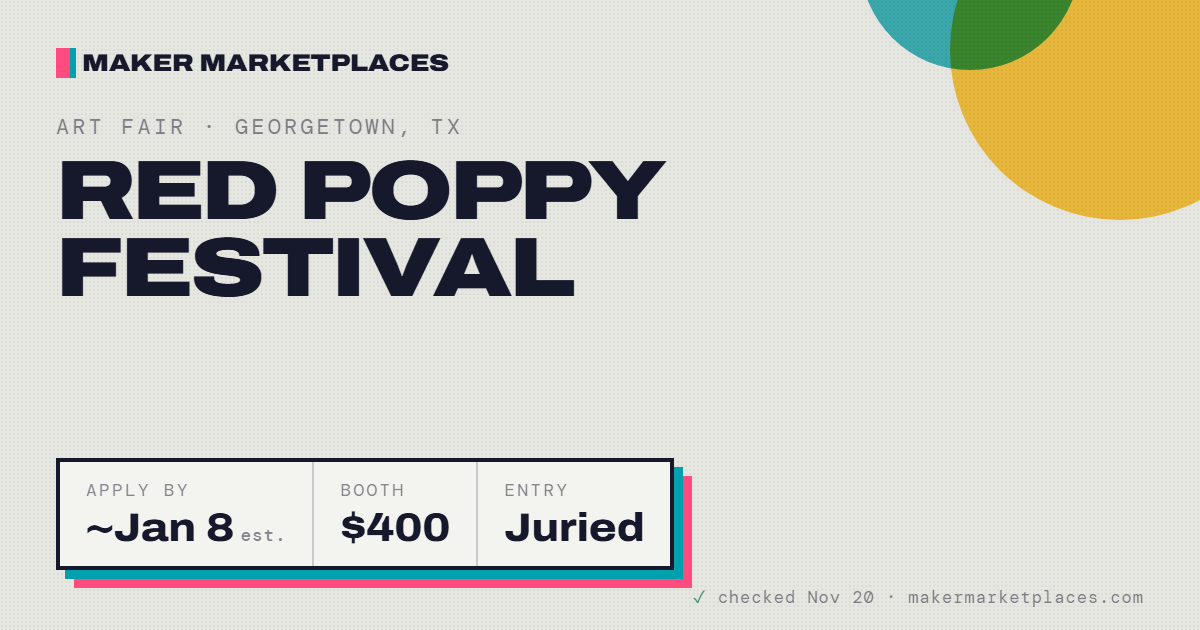 MAKER MARKETPLACES
ART FAIR · GEORGETOWN, TX
RED POPPY
FESTIVAL
APPLY BY
~Jan 8 est.
BOOTH
$400
ENTRY
Juried
✓ checked Nov 20 · makermarketplaces.com